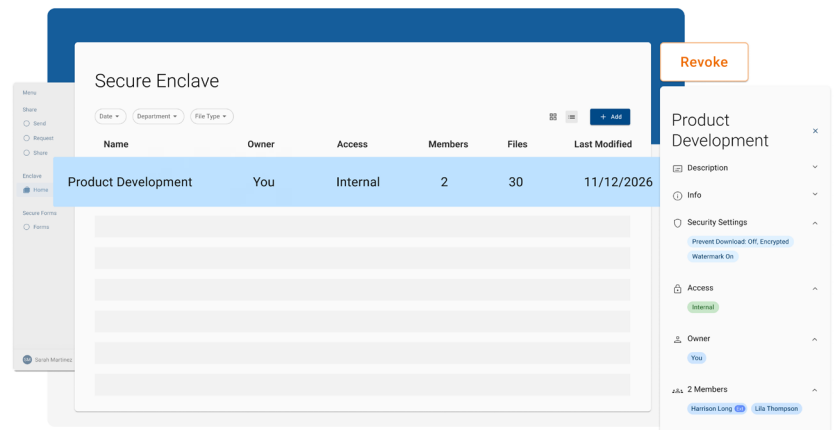 Menu
Share
Send
Request
Share
Enclave
Home
Secure Forms
Forms
Sarah Martinez
Secure Enclave
Date
Department
File Type
+ Add
Name Owner Access Members Files Last Modified
Product Development You Internal 2 30 11/12/2026
Revoke
Product
Development
Description
Info
Security Settings
Prevent Download: Off, Encrypted
Watermark On
Access
Internal
Owner
You
2 Members
Harrison Long
Lila Thompson